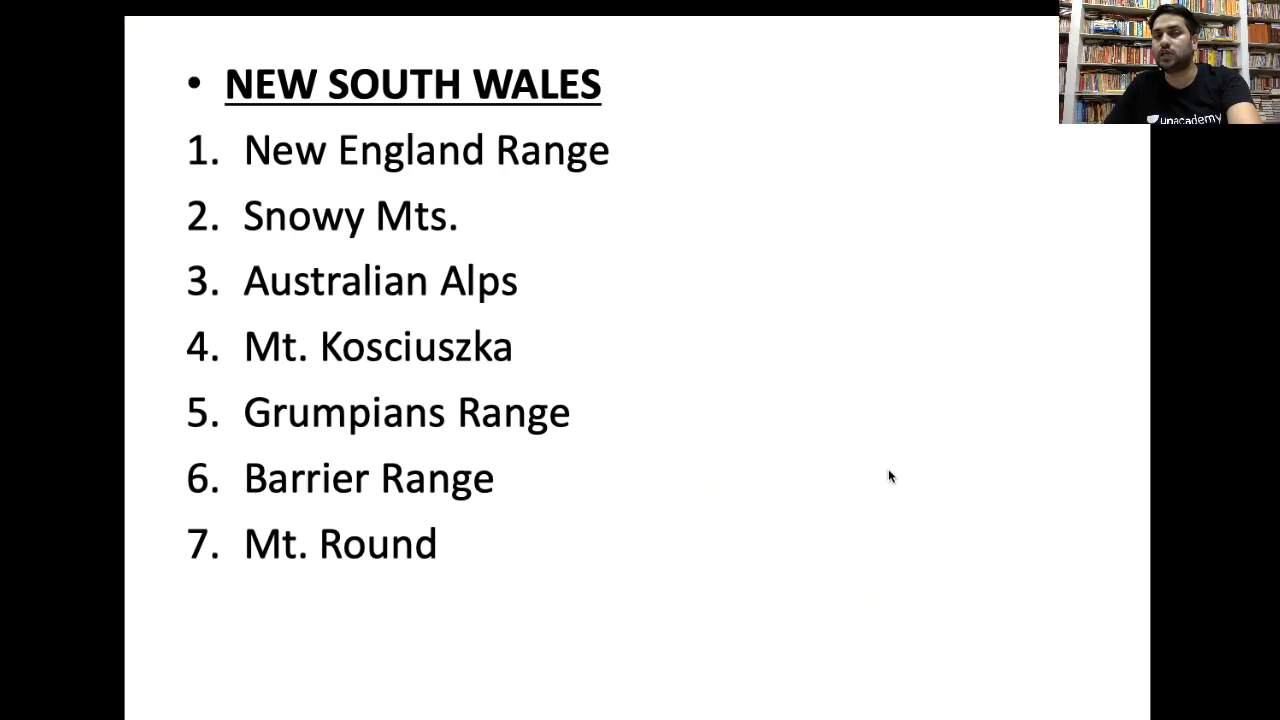 • NEW SOUTH WALES
1. New England Range
2. Snowy Mts.
3. Australian Alps
4. Mt. Kosciuszka
5. Grumpians Range
6. Barrier Range
7. Mt. Round
unacademy